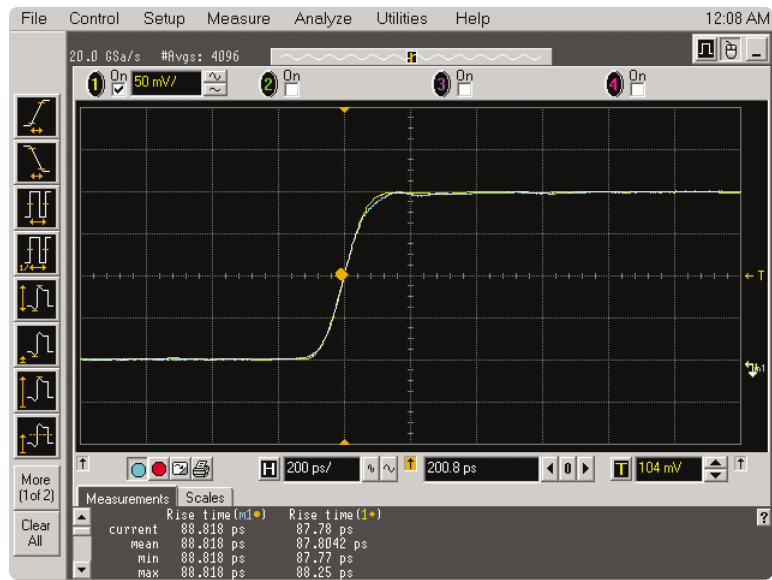 File Control Setup Measure Analyze Utilities Help 12:08 AM
20.0 GSa/s #Avgs: 4096
1 On 50 mV/ 2 On 3 On 4 On
T
1/
More
(1 of 2)
Clear
All
H 200 ps/ 200.8 ps 0 T 104 mV
Measurements Scales
Rise time(m1) Rise time(1)
current 88.818 ps 87.78 ps
mean 88.818 ps 87.8042 ps
min 88.818 ps 87.77 ps
max 88.818 ps 88.25 ps
?